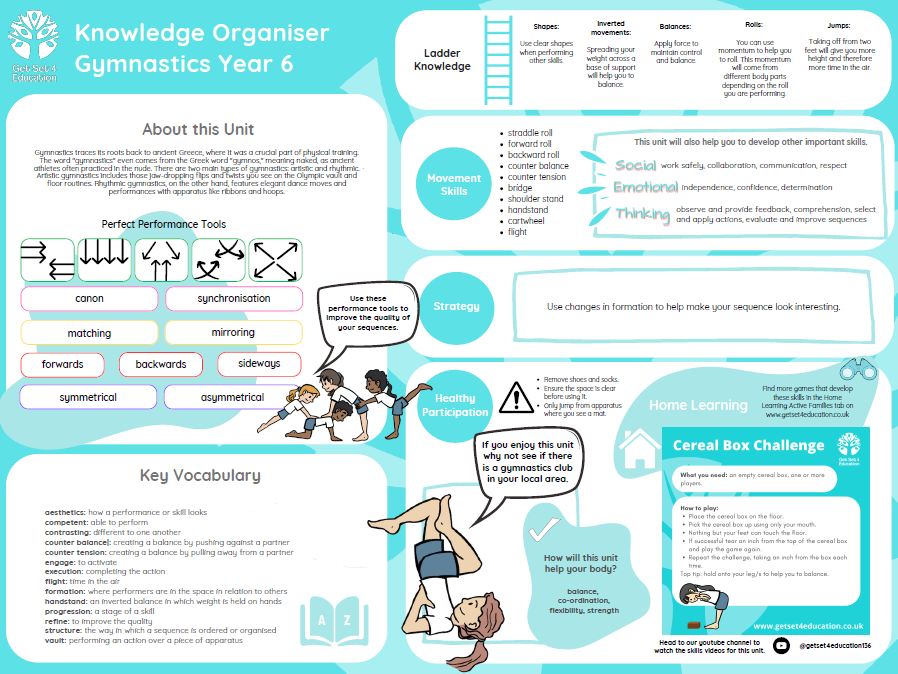 Get Set 4
Education
Knowledge Organiser
Gymnastics Year 6
About this Unit
Gymnastics traces its roots back to ancient Greece, where it was a crucial part of physical training.
The word "gymnastics" even comes from the Greek word "gymnos," meaning naked, as ancient
athletes often practiced in the nude. There are two main types of gymnastics: artistic and rhythmic.
Artistic gymnastics includes those jaw-dropping flips and twists you see on the Olympic vault and
floor routines. Rhythmic gymnastics, on the other hand, features elegant dance moves and
performances with apparatus like ribbons and hoops.
Perfect Performance Tools
canon
synchronisation
matching
mirroring
forwards
backwards
sideways
symmetrical
asymmetrical
Use these
performance tools to
improve the quality of
your sequences.
Key Vocabulary
aesthetics: how a performance or skill looks
competent: able to perform
contrasting: different to one another
counter balance|: creating a balance by pushing against a partner
counter tension: creating a balance by pulling away from a partner
engage: to activate
execution: completing the action
flight: time in the air
formation: where performers are in the space in relation to others
handstand: an inverted balance in which weight is held on hands
progression: a stage of a skill
refine: to improve the quality
structure: the way in which a sequence is ordered or organised
vault: performing an action over a piece of apparatus
A Z
Ladder
Knowledge
Shapes:
Use clear shapes
when performing
other skills.
Inverted
movements:
Spreading your
weight across a
base of support
will help you to
balance.
Balances:
Apply force to
maintain control
and balance.
Rolls:
You can use
momentum to help you
to roll. This momentum
will come from
different body parts
depending on the roll
you are performing.
Jumps:
Taking off from two
feet will give you more
height and therefore
more time in the air.
Movement
Skills
• straddle roll
• forward roll
• backward roll
• counter balance
• counter tension
• bridge
• shoulder stand
• handstand
• cartwheel
• flight
This unit will also help you to develop other important skills.
Social work safely, collaboration, communication, respect
Emotional independence, confidence, determination
Thinking observe and provide feedback, comprehension, select
and apply actions, evaluate and improve sequences
Strategy
Use changes in formation to help make your sequence look interesting.
Healthy
Participation
• Remove shoes and socks.
• Ensure the space is clear
before using it.
• Only jump from apparatus
where you see a mat.
If you enjoy this unit
why not see if there
is a gymnastics club
in your local area.
How will this unit
help your body?
balance,
co-ordination,
flexibility, strength
Home Learning
Find more games that develop
these skills in the Home
Learning Active Families tab on
www.getset4education.co.uk
Cereal Box Challenge
Get Set 4
Education
What you need: an empty cereal box, one or more
players.
How to play:
• Place the cereal box on the floor.
• Pick the cereal box up using only your mouth.
• Nothing but your feet can touch the floor.
• If successful tear an inch from the top of the cereal box
and play the game again.
• Repeat the challenge, taking an inch from the box each
time.
Top tip: hold onto your leg/s to help you to balance.
www.getset4education.co.uk
Head to our youtube channel to
watch the skills videos for this unit.
@getset4education136